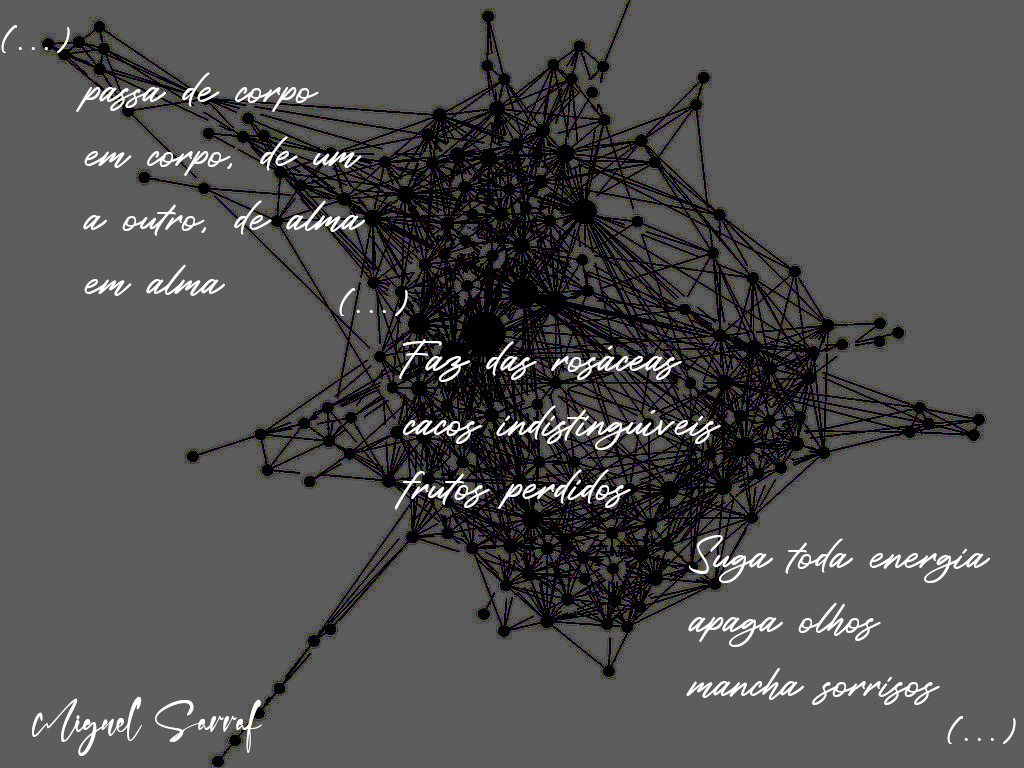 (...)
passa de corpo
em corpo, de um
a outro, de alma
em alma
(...)
Faz das rosáceas
cacos indistinguíveis
frutos perdidos
Suga toda energia
apaga olhos
mancha sorrisos
(...)
Miguel Sarraf